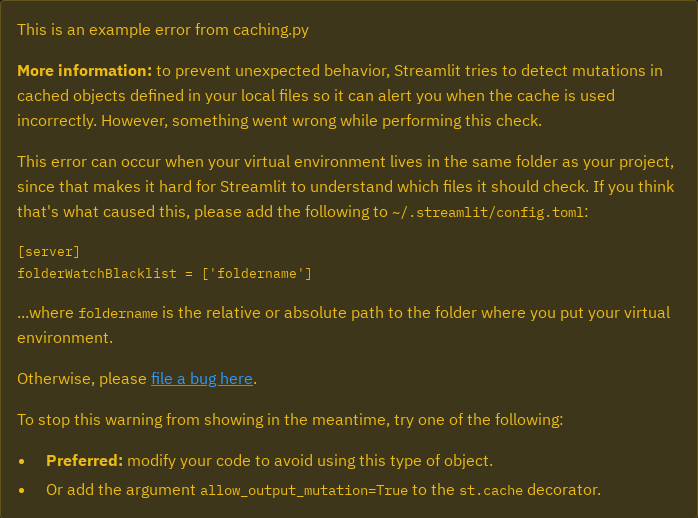 This is an example error from caching.py
More information: to prevent unexpected behavior, Streamlit tries to detect mutations in
cached objects defined in your local files so it can alert you when the cache is used
incorrectly. However, something went wrong while performing this check.
This error can occur when your virtual environment lives in the same folder as your project,
since that makes it hard for Streamlit to understand which files it should check. If you think
that's what caused this, please add the following to ~/.streamlit/config.toml:
[server]
folderWatchBlacklist = ['foldername']
...where foldername is the relative or absolute path to the folder where you put your virtual
environment.
Otherwise, please file a bug here.
To stop this warning from showing in the meantime, try one of the following:
• Preferred: modify your code to avoid using this type of object.
• Or add the argument allow_output_mutation=True to the st.cache decorator.